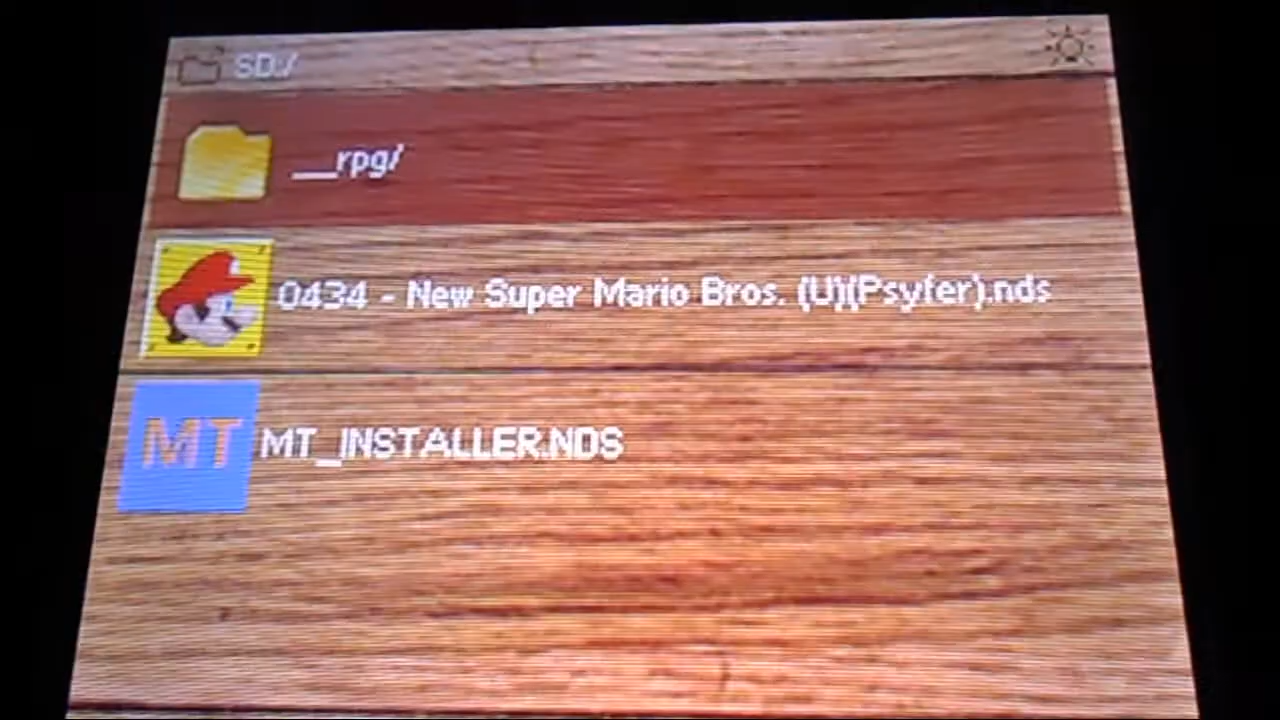 SD:/
__rpg/
0434 - New Super Mario Bros. (U)(Psyfer).nds
MT MT_INSTALLER.NDS